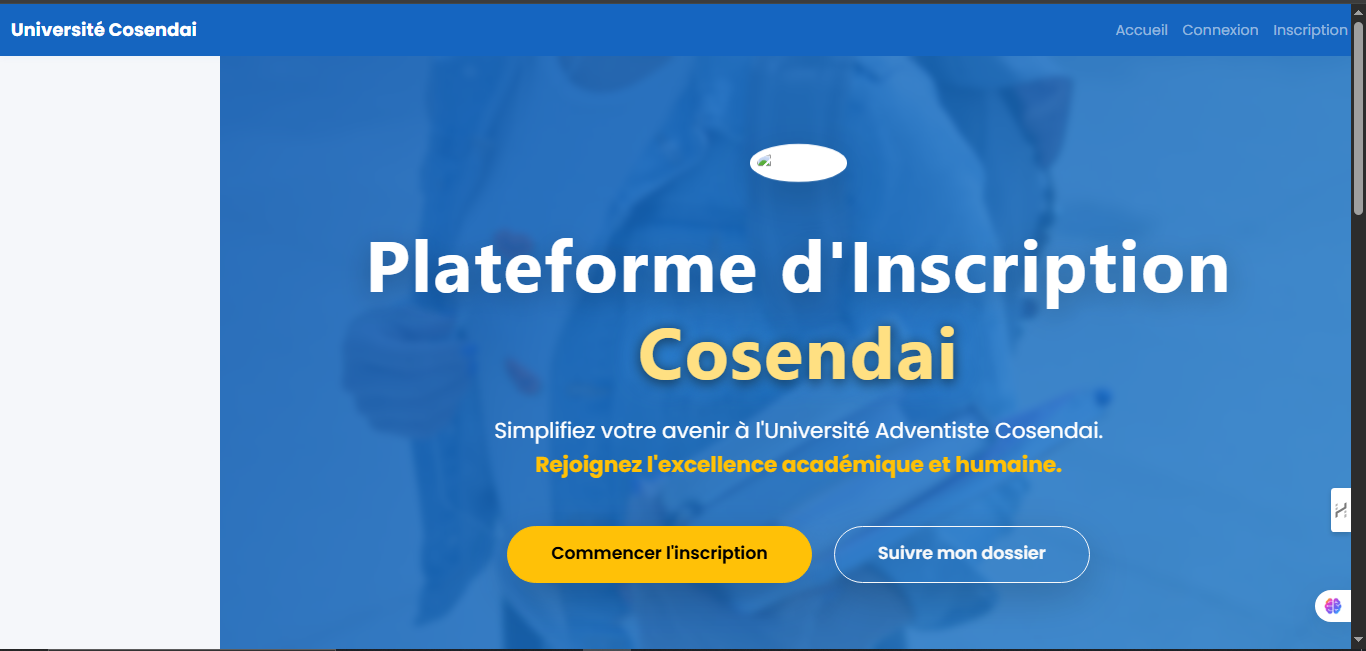 Université Cosendai
Accueil Connexion Inscription
Plateforme d'Inscription
Cosendai
Simplifiez votre avenir à l'Université Adventiste Cosendai.
Rejoignez l'excellence académique et humaine.
Commencer l'inscription
Suivre mon dossier